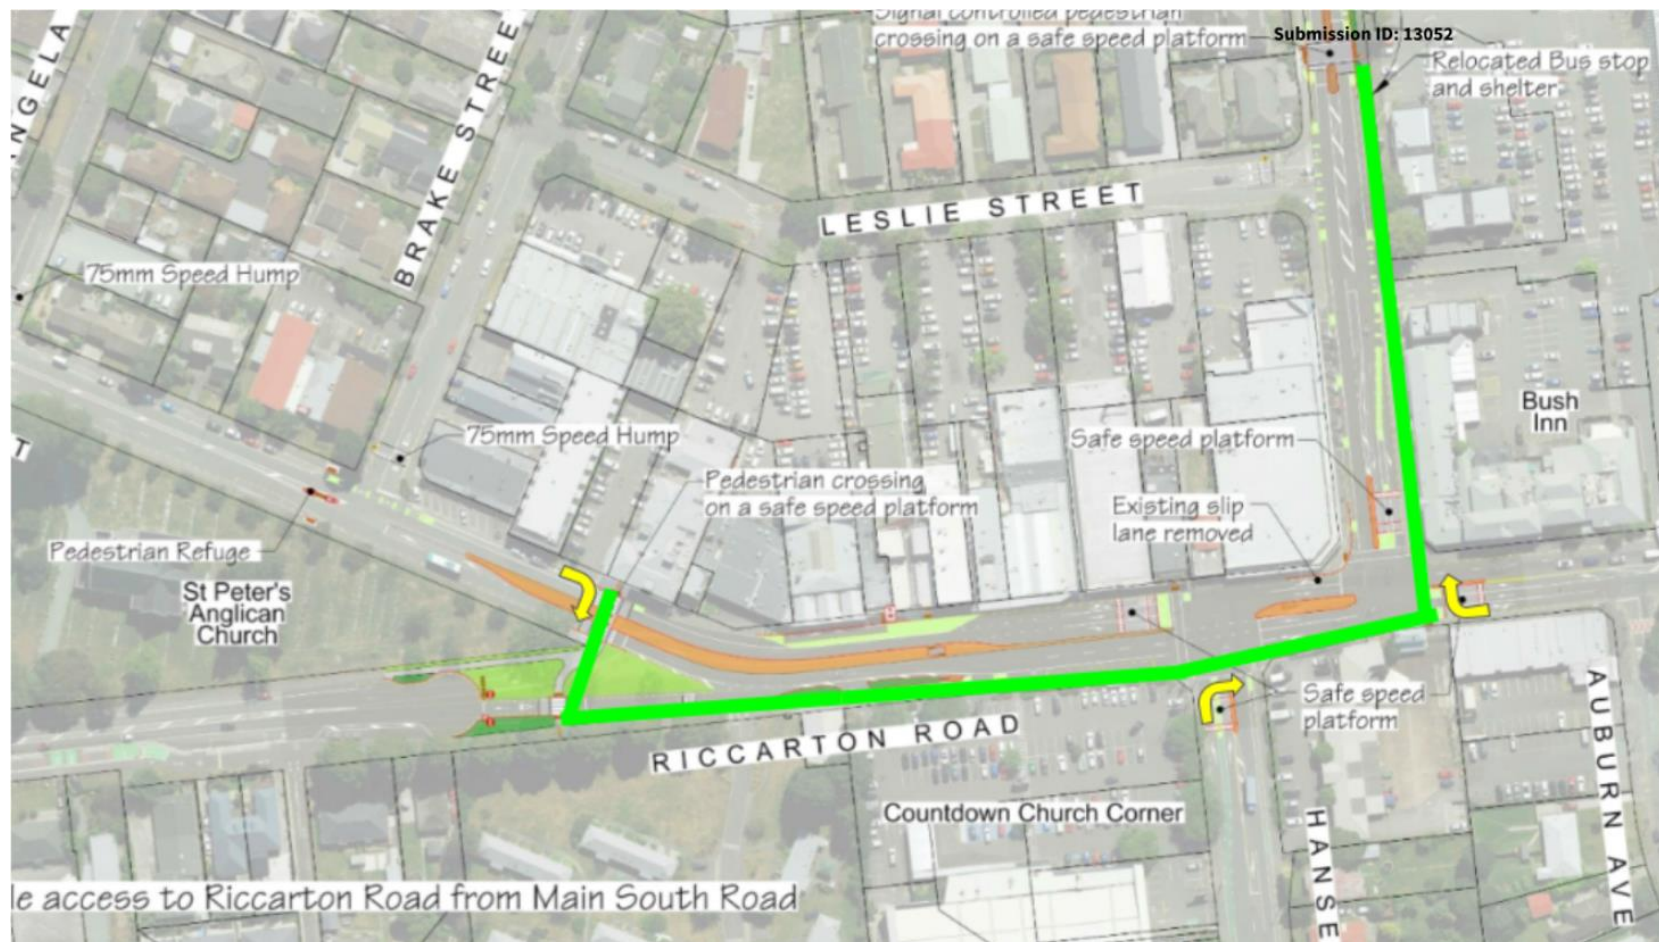 Signal controlled pedestrian
crossing on a safe speed platform
Submission ID: 13052
Relocated Bus stop
and shelter
NGELA
BRAKE STREE
LESLIE STREET
75mm Speed Hump
75mm Speed Hump
Bush
Inn
Safe speed platform
Pedestrian crossing
on a safe speed platform
Existing slip
lane removed
T
Pedestrian Refuge
St Peter's
Anglican
Church
Safe speed
platform
RICCARTON ROAD
AUBURN AVE
Countdown Church Corner
HANSE
le access to Riccarton Road from Main South Road